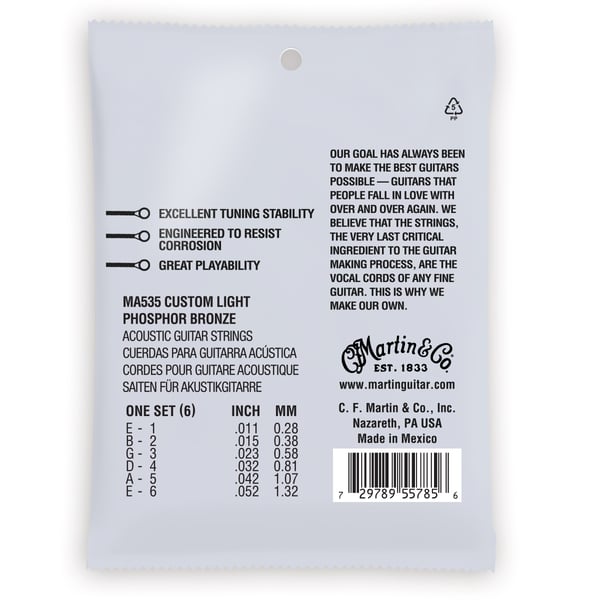 5
PP
OUR GOAL HAS ALWAYS BEEN
TO MAKE THE BEST GUITARS
POSSIBLE — GUITARS THAT
PEOPLE FALL IN LOVE WITH
OVER AND OVER AGAIN. WE
BELIEVE THAT THE STRINGS,
THE VERY LAST CRITICAL
INGREDIENT TO THE GUITAR
MAKING PROCESS, ARE THE
VOCAL CORDS OF ANY FINE
GUITAR. THIS IS WHY WE
MAKE OUR OWN.
EXCELLENT TUNING STABILITY
ENGINEERED TO RESIST
CORROSION
GREAT PLAYABILITY
MA535 CUSTOM LIGHT
PHOSPHOR BRONZE
ACOUSTIC GUITAR STRINGS
CUERDAS PARA GUITARRA ACÚSTICA
CORDES POUR GUITARE ACOUSTIQUE
SAITEN FÜR AKUSTIKGITARRE
ONE SET (6) INCH MM
E - 1 .011 0.28
B - 2 .015 0.38
G - 3 .023 0.58
D - 4 .032 0.81
A - 5 .042 1.07
E - 6 .052 1.32
CF Martin & Co.
EST. 1833
www.martinguitar.com
C. F. Martin & Co., Inc.
Nazareth, PA USA
Made in Mexico
7 29789 55785 6